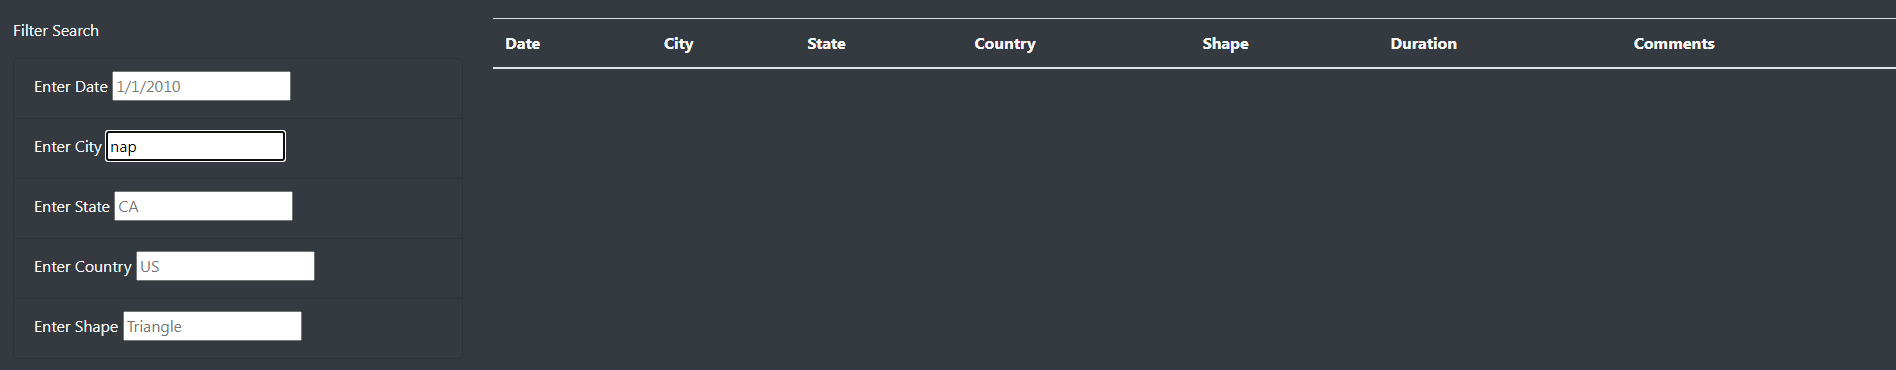 Filter Search
Date City State Country Shape Duration Comments
Enter Date 1/1/2010
Enter City nap
Enter State CA
Enter Country US
Enter Shape Triangle